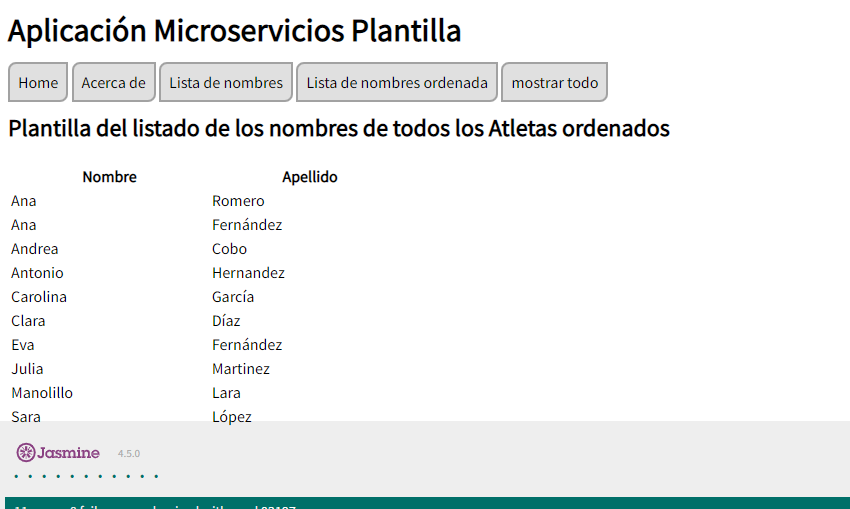 Aplicación Microservicios Plantilla
Home Acerca de Lista de nombres Lista de nombres ordenada mostrar todo
Plantilla del listado de los nombres de todos los Atletas ordenados
Nombre Apellido
Ana Romero
Ana Fernández
Andrea Cobo
Antonio Hernandez
Carolina García
Clara Díaz
Eva Fernández
Julia Martinez
Manolillo Lara
Sara López
Jasmine 4.5.0